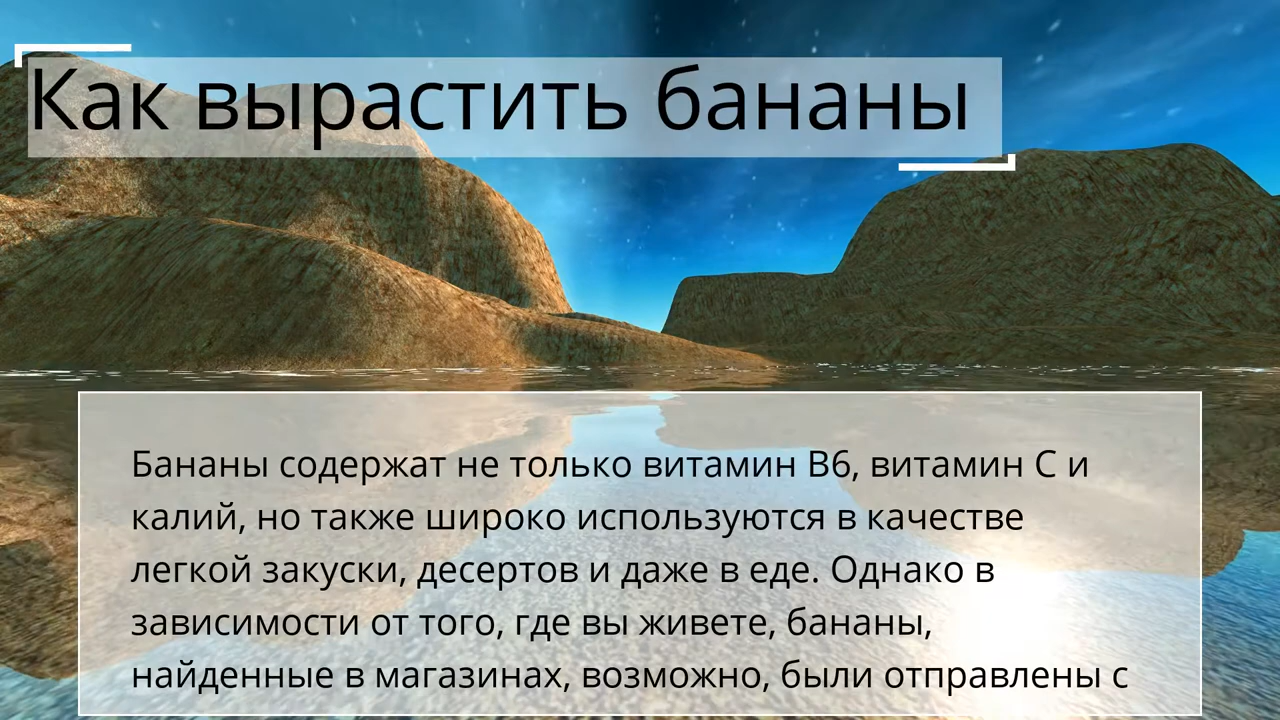 Как вырастить бананы
Бананы содержат не только витамин B6, витамин C и
калий, но также широко используются в качестве
легкой закуски, десертов и даже в еде. Однако в
зависимости от того, где вы живете, бананы,
найденные в магазинах, возможно, были отправлены с